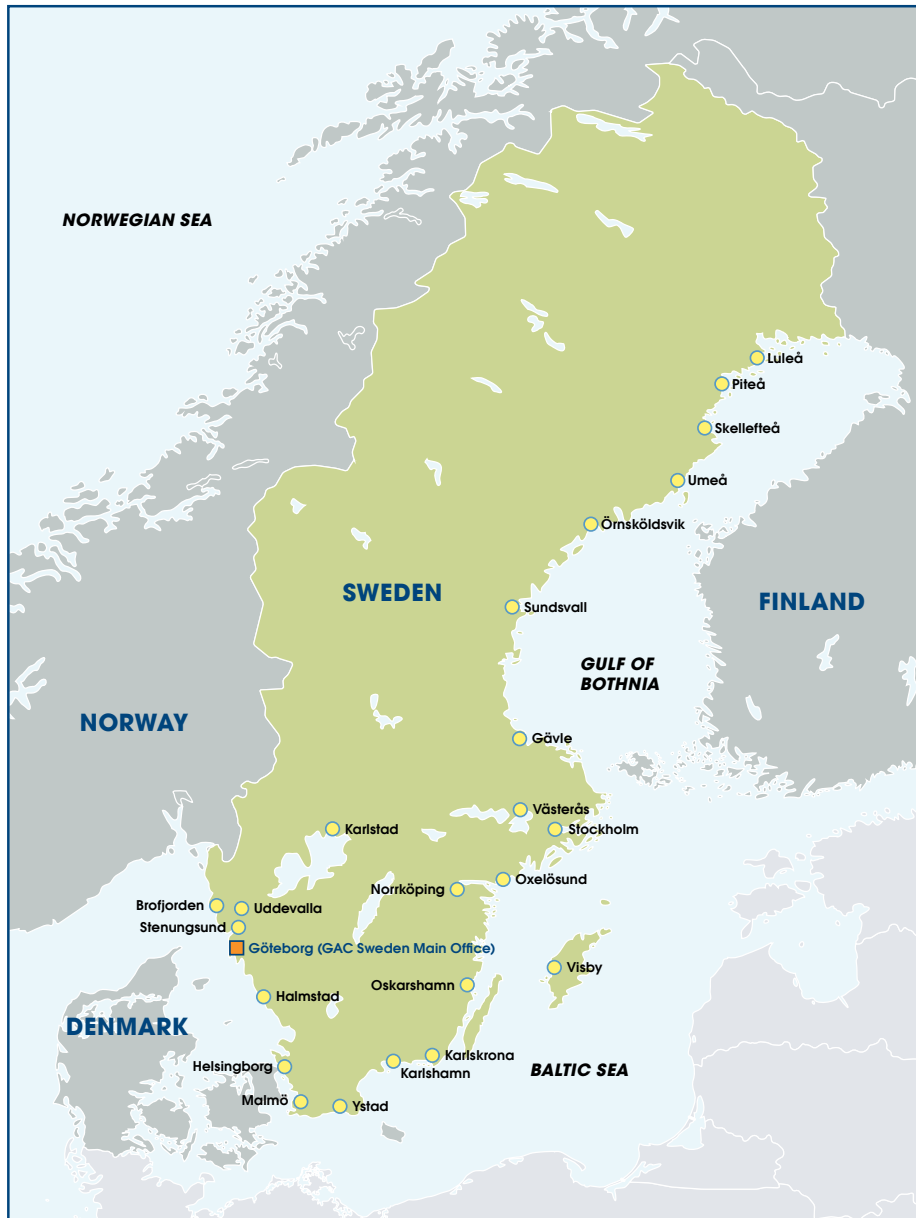 NORWEGIAN SEA
Luleå
Piteå
Skellefteå
Umeå
Örnsköldsvik
SWEDEN
FINLAND
Sundsvall
GULF OF
BOTHNIA
NORWAY
Gävle
Västerås
Karlstad
Stockholm
Oxelösund
Norrköping
Brofjorden
Uddevalla
Stenungsund
Göteborg (GAC Sweden Main Office)
Visby
Oskarshamn
Halmstad
DENMARK
Karlskrona
Helsingborg
Karlshamn
BALTIC SEA
Malmö
Ystad